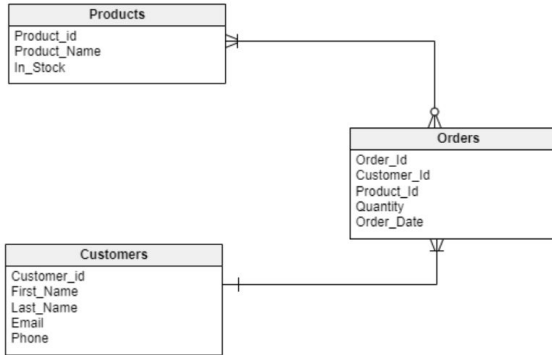 Products
Product_id
Product_Name
In_Stock
Orders
Order_Id
Customer_Id
Product_Id
Quantity
Order_Date
Customers
Customer_id
First_Name
Last_Name
Email
Phone